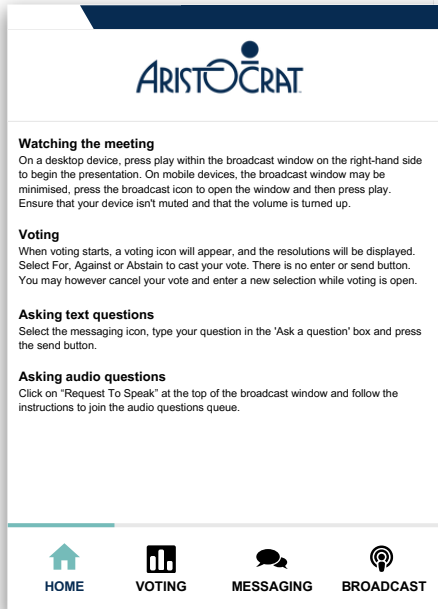 ARISTOCRAT
Watching the meeting
On a desktop device, press play within the broadcast window on the right-hand side
to begin the presentation. On mobile devices, the broadcast window may be
minimised, press the broadcast icon to open the window and then press play.
Ensure that your device isn't muted and that the volume is turned up.
Voting
When voting starts, a voting icon will appear, and the resolutions will be displayed.
Select For, Against or Abstain to cast your vote. There is no enter or send button.
You may however cancel your vote and enter a new selection while voting is open.
Asking text questions
Select the messaging icon, type your question in the 'Ask a question' box and press
the send button.
Asking audio questions
Click on “Request To Speak” at the top of the broadcast window and follow the
instructions to join the audio questions queue.
HOME VOTING MESSAGING BROADCAST